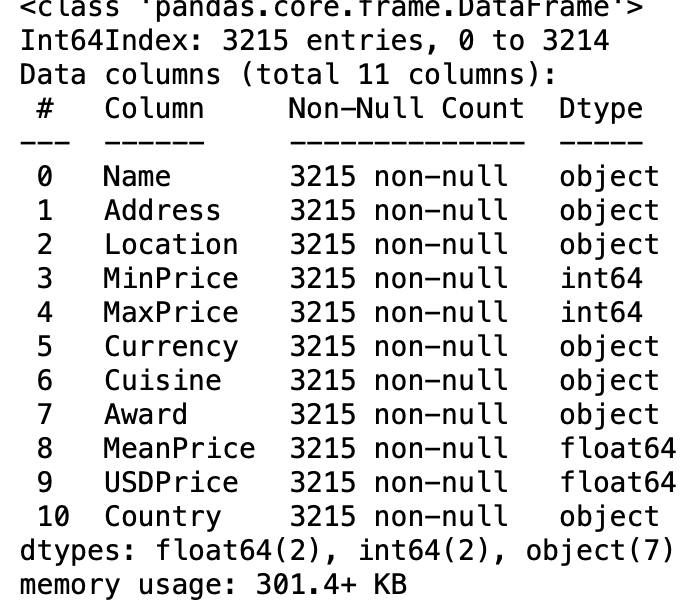 <class 'pandas.core.frame.DataFrame'>
Int64Index: 3215 entries, 0 to 3214
Data columns (total 11 columns):
 #   Column     Non-Null Count  Dtype
---  ------     --------------  -----
 0   Name       3215 non-null   object
 1   Address    3215 non-null   object
 2   Location   3215 non-null   object
 3   MinPrice   3215 non-null   int64
 4   MaxPrice   3215 non-null   int64
 5   Currency   3215 non-null   object
 6   Cuisine    3215 non-null   object
 7   Award      3215 non-null   object
 8   MeanPrice  3215 non-null   float64
 9   USDPrice   3215 non-null   float64
 10  Country    3215 non-null   object
dtypes: float64(2), int64(2), object(7)
memory usage: 301.4+ KB